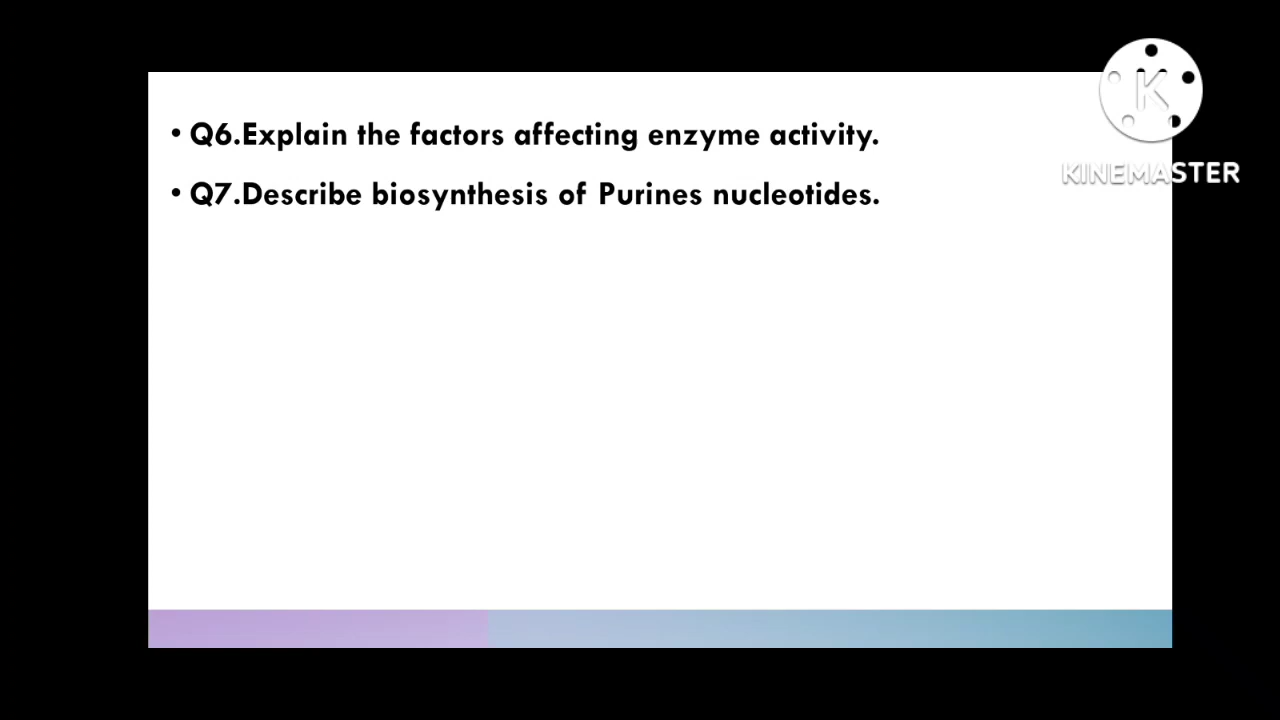 • Q6.Explain the factors affecting enzyme activity.
• Q7.Describe biosynthesis of Purines nucleotides.
K
KINEMASTER